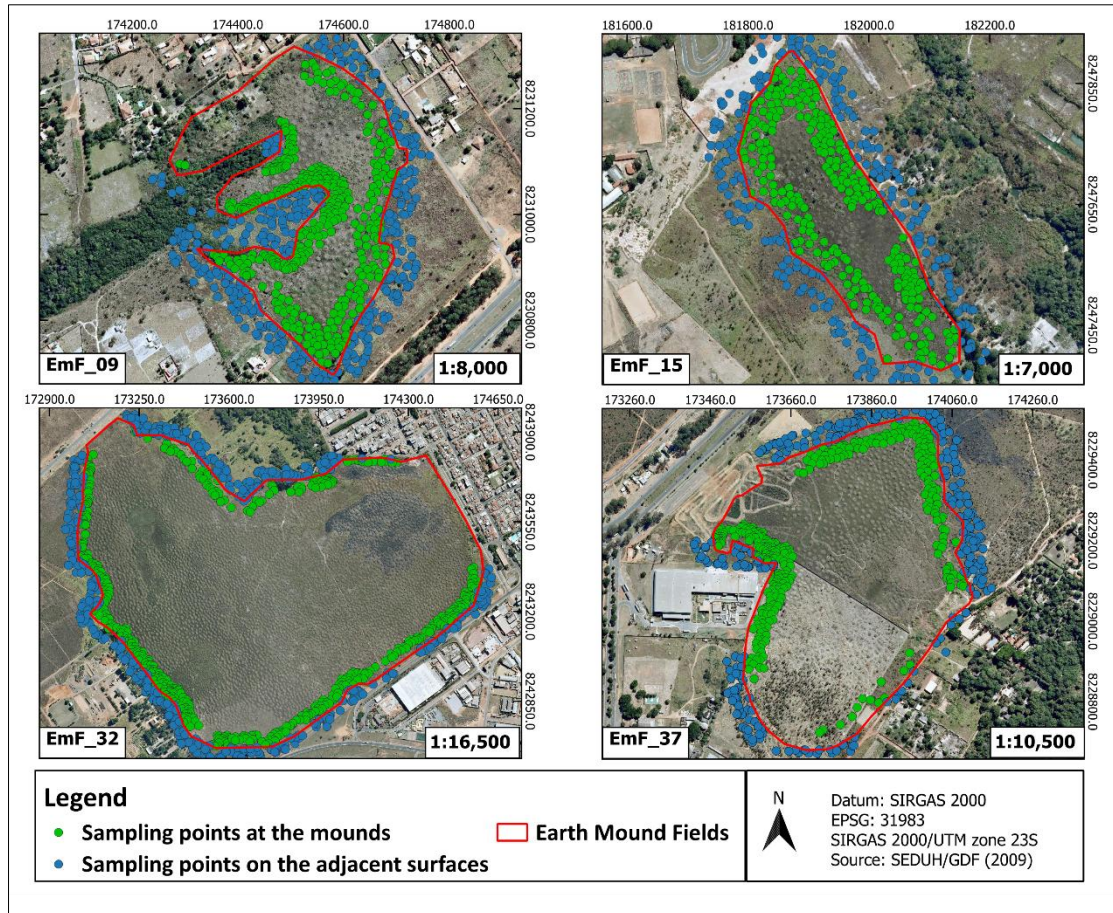 174200.0 174400.0 174600.0 174800.0
8231200.0
8231000.0
8230800.0
EmF_09
1:8,000
181600.0 181800.0 182000.0 182200.0
8247850.0
8247650.0
8247450.0
EmF_15
1:7,000
172900.0 173250.0 173600.0 173950.0 174300.0 174650.0
8243900.0
8243550.0
8243200.0
8242850.0
EmF_32
1:16,500
173260.0 173460.0 173660.0 173860.0 174060.0 174260.0
8229400.0
8229200.0
8229000.0
8228800.0
EmF_37
1:10,500
Legend
Sampling points at the mounds
Earth Mound Fields
Sampling points on the adjacent surfaces
N
Datum: SIRGAS 2000
EPSG: 31983
SIRGAS 2000/UTM zone 23S
Source: SEDUH/GDF (2009)